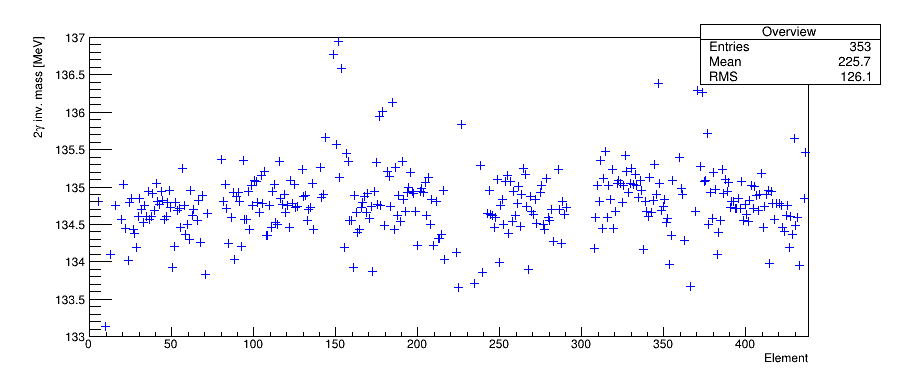 Overview
Entries 353
Mean 225.7
RMS 126.1
2γ inv. mass [MeV]
137
136.5
136
135.5
135
134.5
134
133.5
133
0 50 100 150 200 250 300 350 400
Element